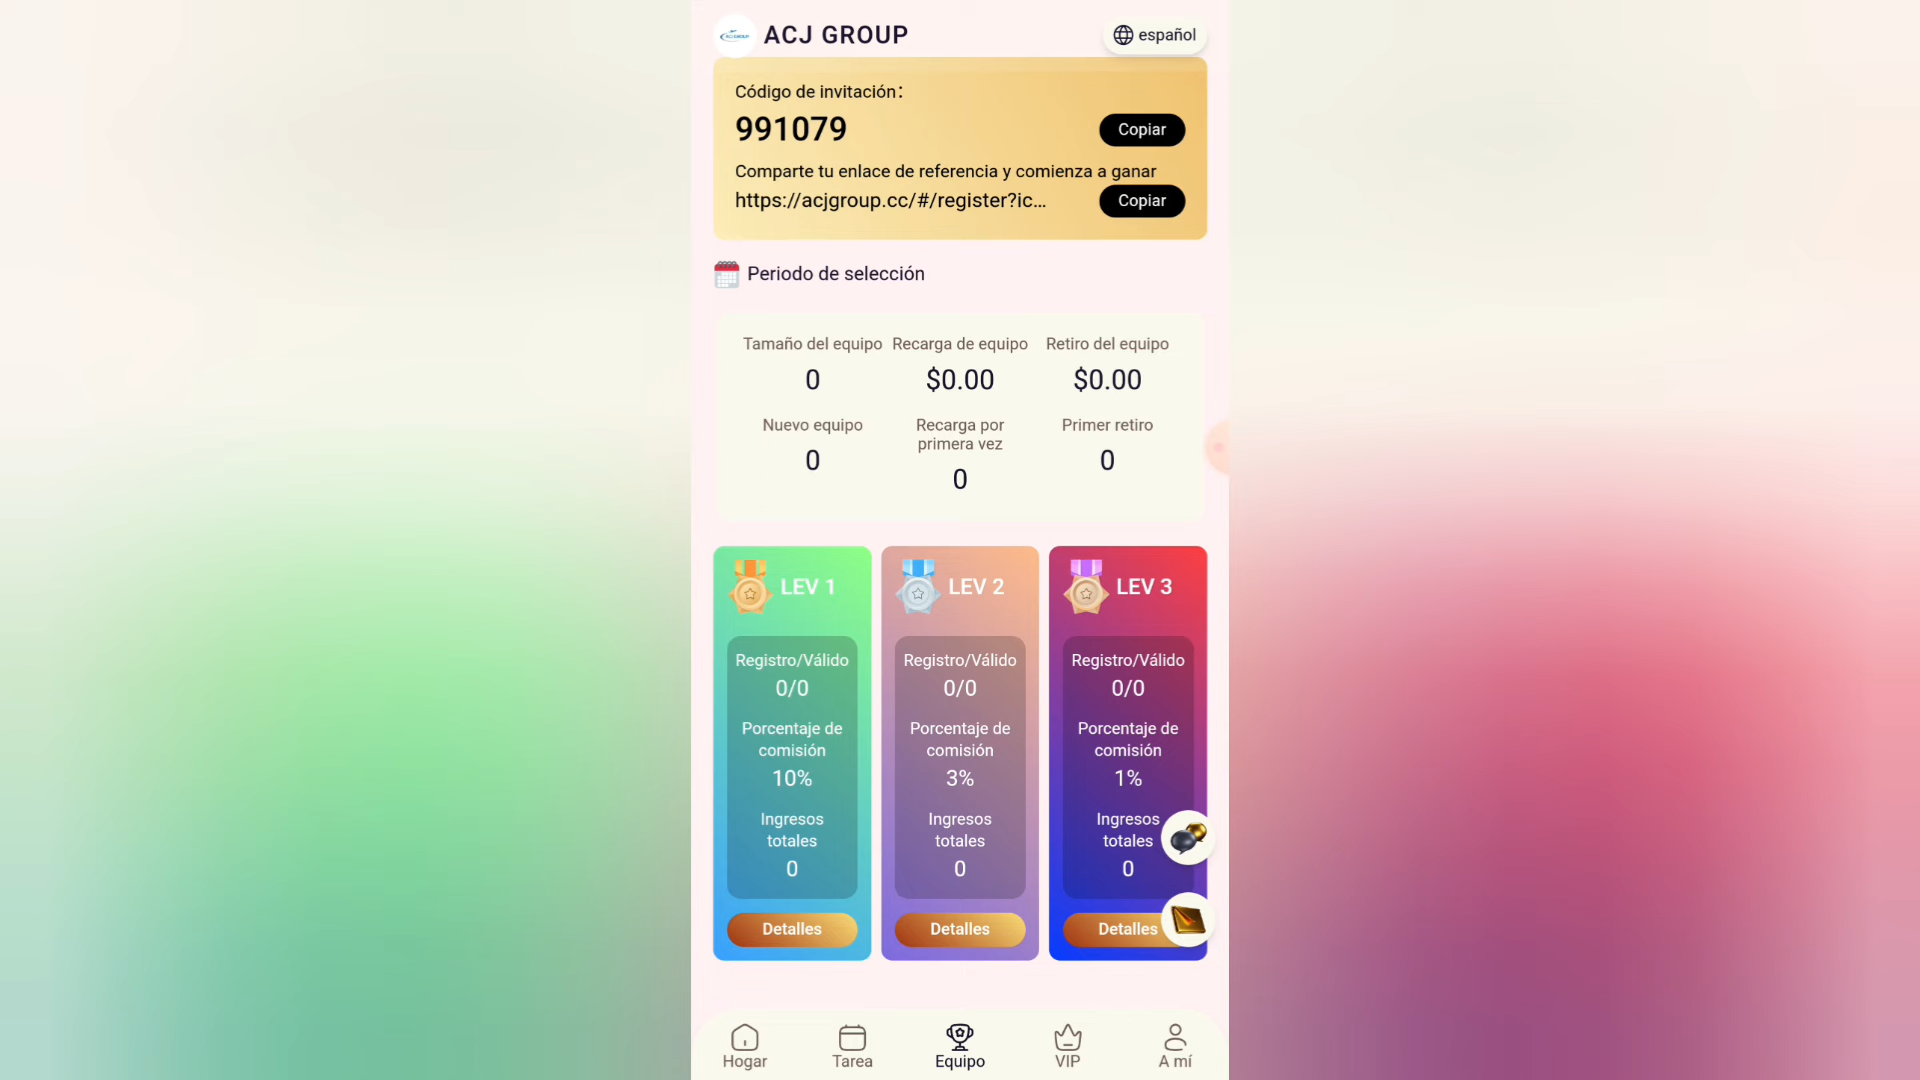 ACJ GROUP
ACJ GROUP
español
Código de invitación:
991079
Copiar
Comparte tu enlace de referencia y comienza a ganar
https://acjgroup.cc/#/register?ic...
Copiar
Periodo de selección
Tamaño del equipo
0
Recarga de equipo
$0.00
Retiro del equipo
$0.00
Nuevo equipo
0
Recarga por
primera vez
0
Primer retiro
0
LEV 1
Registro/Válido
0/0
Porcentaje de
comisión
10%
Ingresos
totales
0
Detalles
LEV 2
Registro/Válido
0/0
Porcentaje de
comisión
3%
Ingresos
totales
0
Detalles
LEV 3
Registro/Válido
0/0
Porcentaje de
comisión
1%
Ingresos
totales
0
Detalles
Hogar
Tarea
Equipo
VIP
A mí